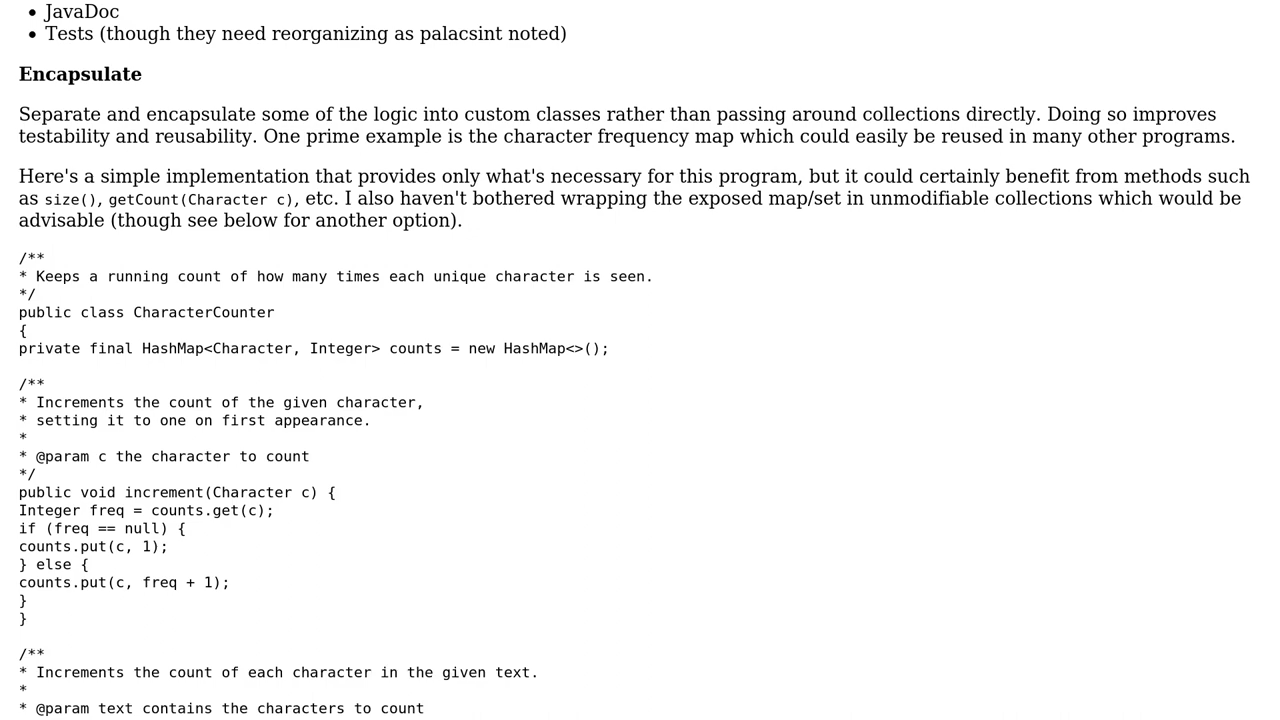 • JavaDoc
• Tests (though they need reorganizing as palacsint noted)
Encapsulate
Separate and encapsulate some of the logic into custom classes rather than passing around collections directly. Doing so improves
testability and reusability. One prime example is the character frequency map which could easily be reused in many other programs.
Here's a simple implementation that provides only what's necessary for this program, but it could certainly benefit from methods such
as size(), getCount(Character c), etc. I also haven't bothered wrapping the exposed map/set in unmodifiable collections which would be
advisable (though see below for another option).
/**
* Keeps a running count of how many times each unique character is seen.
*/
public class CharacterCounter
{
private final HashMap<Character, Integer> counts = new HashMap<>();
/**
* Increments the count of the given character,
* setting it to one on first appearance.
*
* @param c the character to count
*/
public void increment(Character c) {
Integer freq = counts.get(c);
if (freq == null) {
counts.put(c, 1);
} else {
counts.put(c, freq + 1);
}
}
/**
* Increments the count of each character in the given text.
*
* @param text contains the characters to count